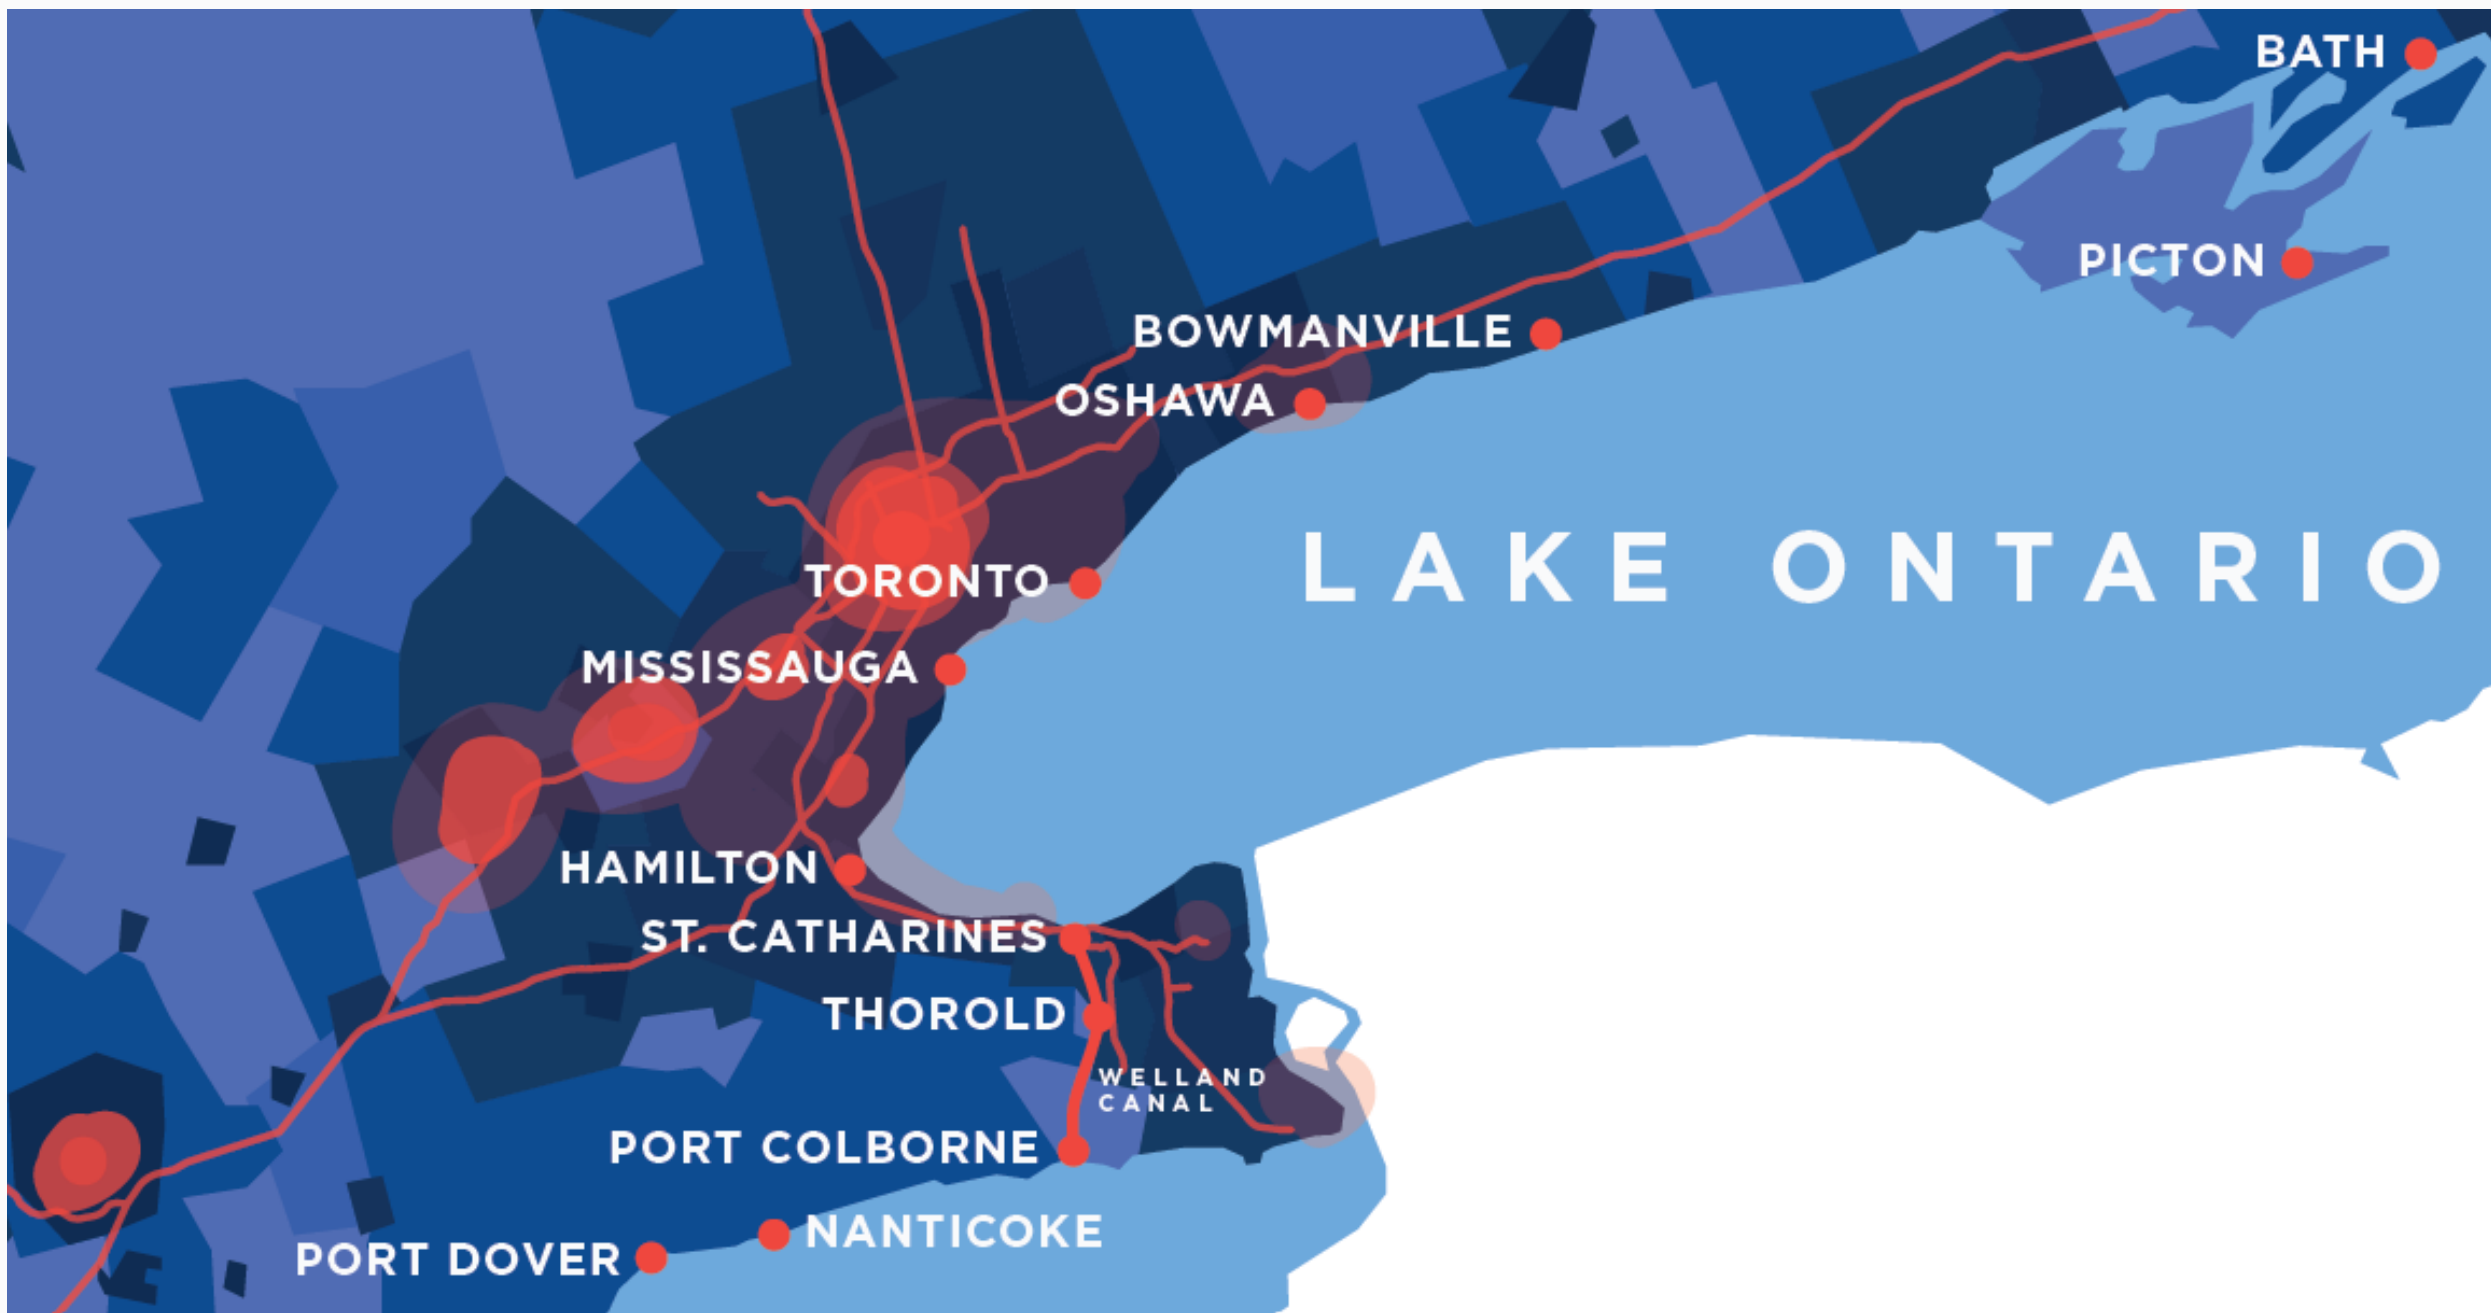 BATH
PICTON
BOWMANVILLE
OSHAWA
LAKE ONTARIO
TORONTO
MISSISSAUGA
HAMILTON
ST. CATHARINES
THOROLD
WELLAND
CANAL
PORT COLBORNE
NANTICOKE
PORT DOVER